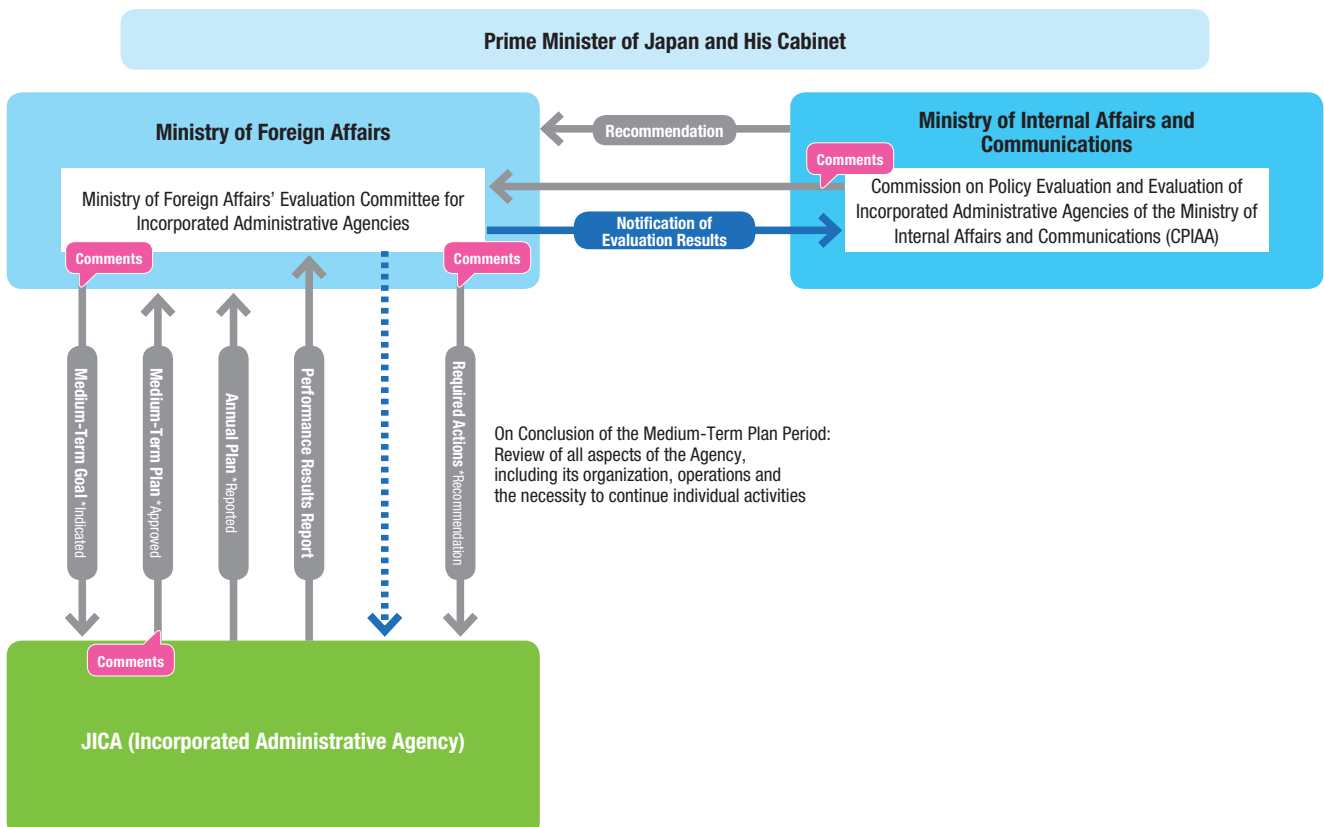 Prime Minister of Japan and His Cabinet
Ministry of Foreign Affairs
Recommendation
Ministry of Internal Affairs and
Communications
Comments
Ministry of Foreign Affairs' Evaluation Committee for
Incorporated Administrative Agencies
Commission on Policy Evaluation and Evaluation of
Incorporated Administrative Agencies of the Ministry of
Internal Affairs and Communications (CPIAA)
Notification of
Evaluation Results
Comments
Comments
Medium-Term Goal *Indicated
Medium-Term Plan *Approved
Annual Plan *Reported
Performance Results Report
Required Actions *Recommendation
On Conclusion of the Medium-Term Plan Period:
Review of all aspects of the Agency,
including its organization, operations and
the necessity to continue individual activities
Comments
JICA (Incorporated Administrative Agency)